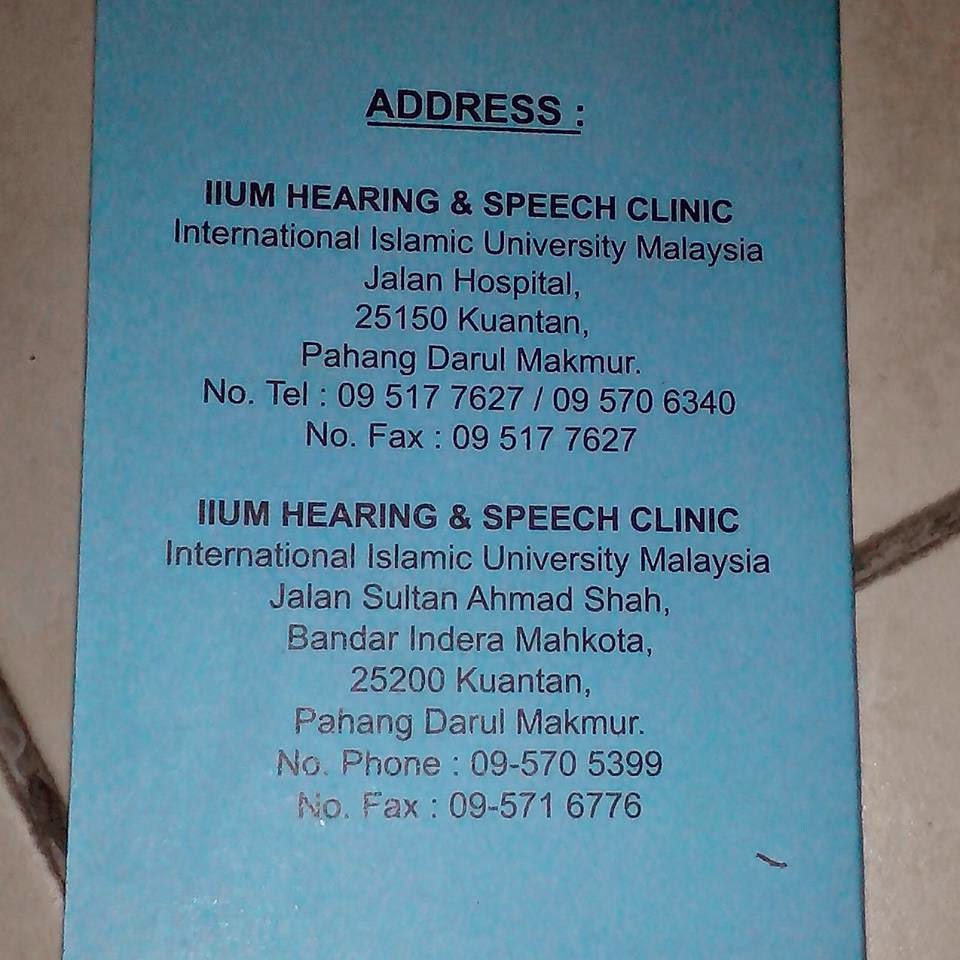 ADDRESS :
IIUM HEARING & SPEECH CLINIC
International Islamic University Malaysia
Jalan Hospital,
25150 Kuantan,
Pahang Darul Makmur.
No. Tel : 09 517 7627 / 09 570 6340
No. Fax : 09 517 7627
IIUM HEARING & SPEECH CLINIC
International Islamic University Malaysia
Jalan Sultan Ahmad Shah,
Bandar Indera Mahkota,
25200 Kuantan,
Pahang Darul Makmur.
No. Phone : 09-570 5399
No. Fax : 09-571 6776